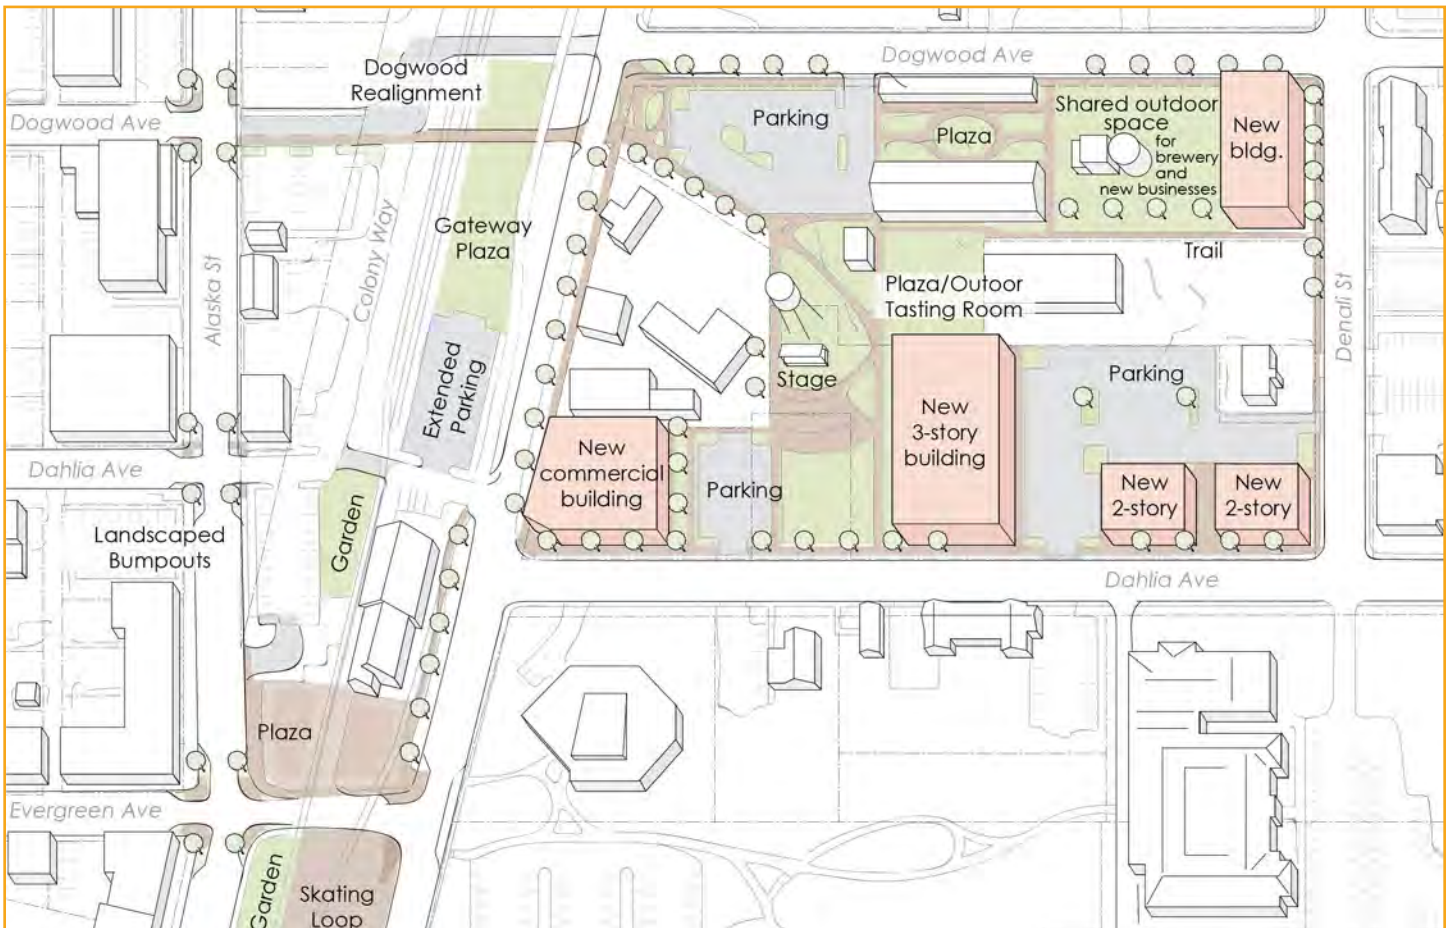 Dogwood Ave
Dogwood
Realignment
Dogwood Ave
Parking
Plaza
Shared outdoor
space
for
brewery
and
new businesses
New
bldg.
Colony Way
Gateway
Plaza
Trail
Plaza/Outoor
Tasting Room
Alaska St
Denali St
Extended
Parking
Stage
Parking
New
3-story
building
New
commercial
building
Parking
New
2-story
New
2-story
Dahlia Ave
Landscaped
Bumpouts
Garden
Dahlia Ave
Plaza
Evergreen Ave
Garden
Skating
Loop